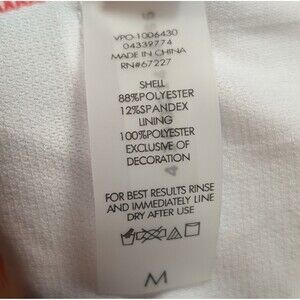 VPO-1006430
04339774
MADE IN CHINA
RN#67227
SHELL
88%POLYESTER
12%SPANDEX
LINING
100%POLYESTER
EXCLUSIVE OF
DECORATION
FOR BEST RESULTS RINSE
AND IMMEDIATELY LINE
DRY AFTER USE
M